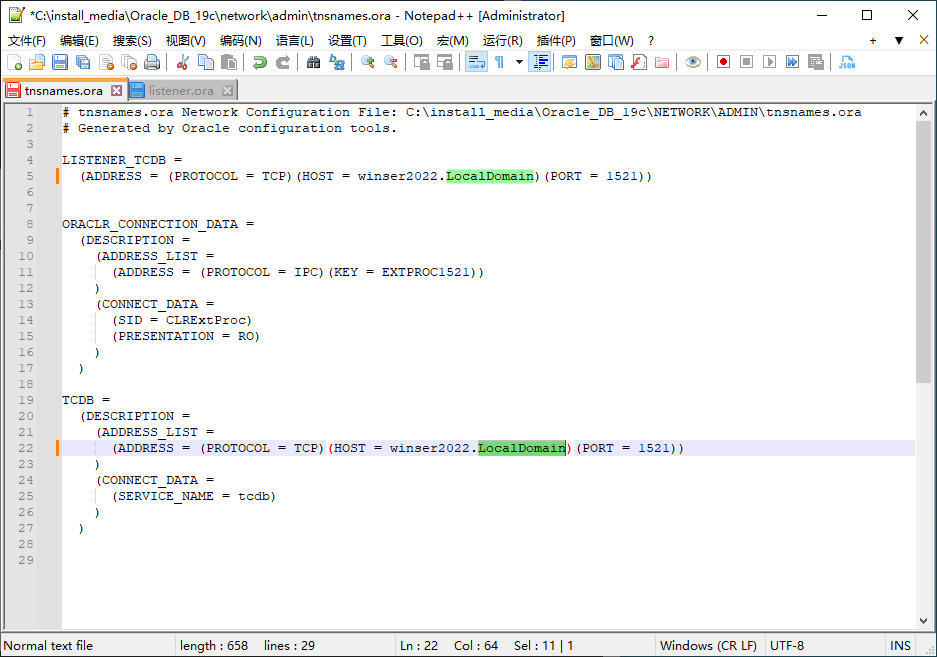 *C:\install_media\Oracle_DB_19c\network\admin\tnsnames.ora - Notepad++ [Administrator]
文件(F) 编辑(E) 搜索(S) 视图(V) 编码(N) 语言(L) 设置(T) 工具(O) 宏(M) 运行(R) 插件(P) 窗口(W) ? + ▼ ✕
JSON
tnsnames.ora listener.ora
1 # tnsnames.ora Network Configuration File: C:\install_media\Oracle_DB_19c\NETWORK\ADMIN\tnsnames.ora
2 # Generated by Oracle configuration tools.
3
4 LISTENER_TCDB =
5   (ADDRESS = (PROTOCOL = TCP)(HOST = winser2022.LocalDomain)(PORT = 1521))
6
7
8 ORACLR_CONNECTION_DATA =
9   (DESCRIPTION =
10     (ADDRESS_LIST =
11       (ADDRESS = (PROTOCOL = IPC)(KEY = EXTPROC1521))
12     )
13     (CONNECT_DATA =
14       (SID = CLRExtProc)
15       (PRESENTATION = RO)
16     )
17   )
18
19 TCDB =
20   (DESCRIPTION =
21     (ADDRESS_LIST =
22       (ADDRESS = (PROTOCOL = TCP)(HOST = winser2022.LocalDomain)(PORT = 1521))
23     )
24     (CONNECT_DATA =
25       (SERVICE_NAME = tcdb)
26     )
27   )
28
29
Normal text file length : 658 lines : 29 Ln : 22 Col : 64 Sel : 11 | 1 Windows (CR LF) UTF-8 INS